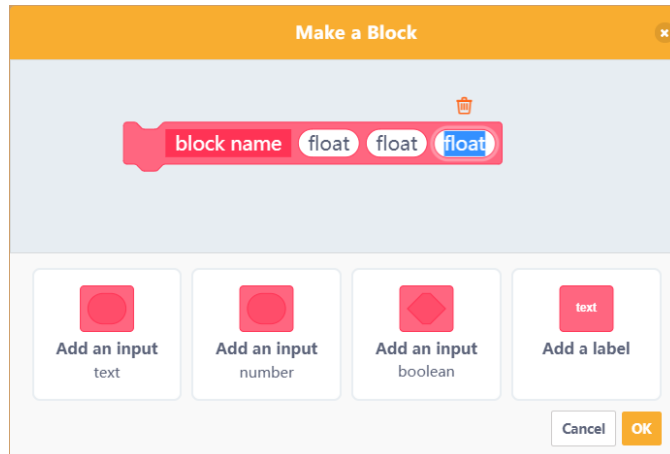 Make a Block
block name float float float
text
Add an input Add an input Add an input Add a label
text number boolean
Cancel OK